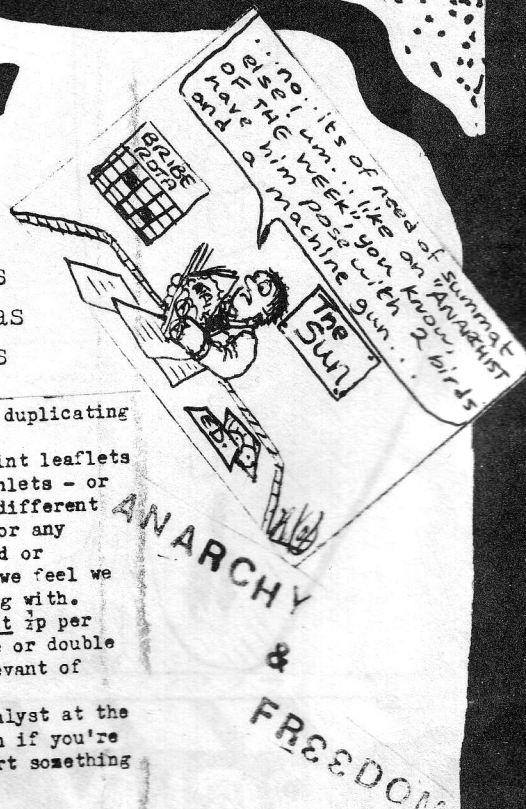 ...no..its of need of summat
else! um... like on "ANARCHIST
OF THE WEEK", you know,
have him pose with 2 birds
and a machine gun...
BRIBE
ROTA
The
Sun
ED.
s
as
s
duplicating
int leaflets
hlets - or
different
or any
d or
we feel we
g with.
t ½p per
e or double
evant of
alyst at the
n if you're
rt something
ANARCHY
&
FRƐƐDOM